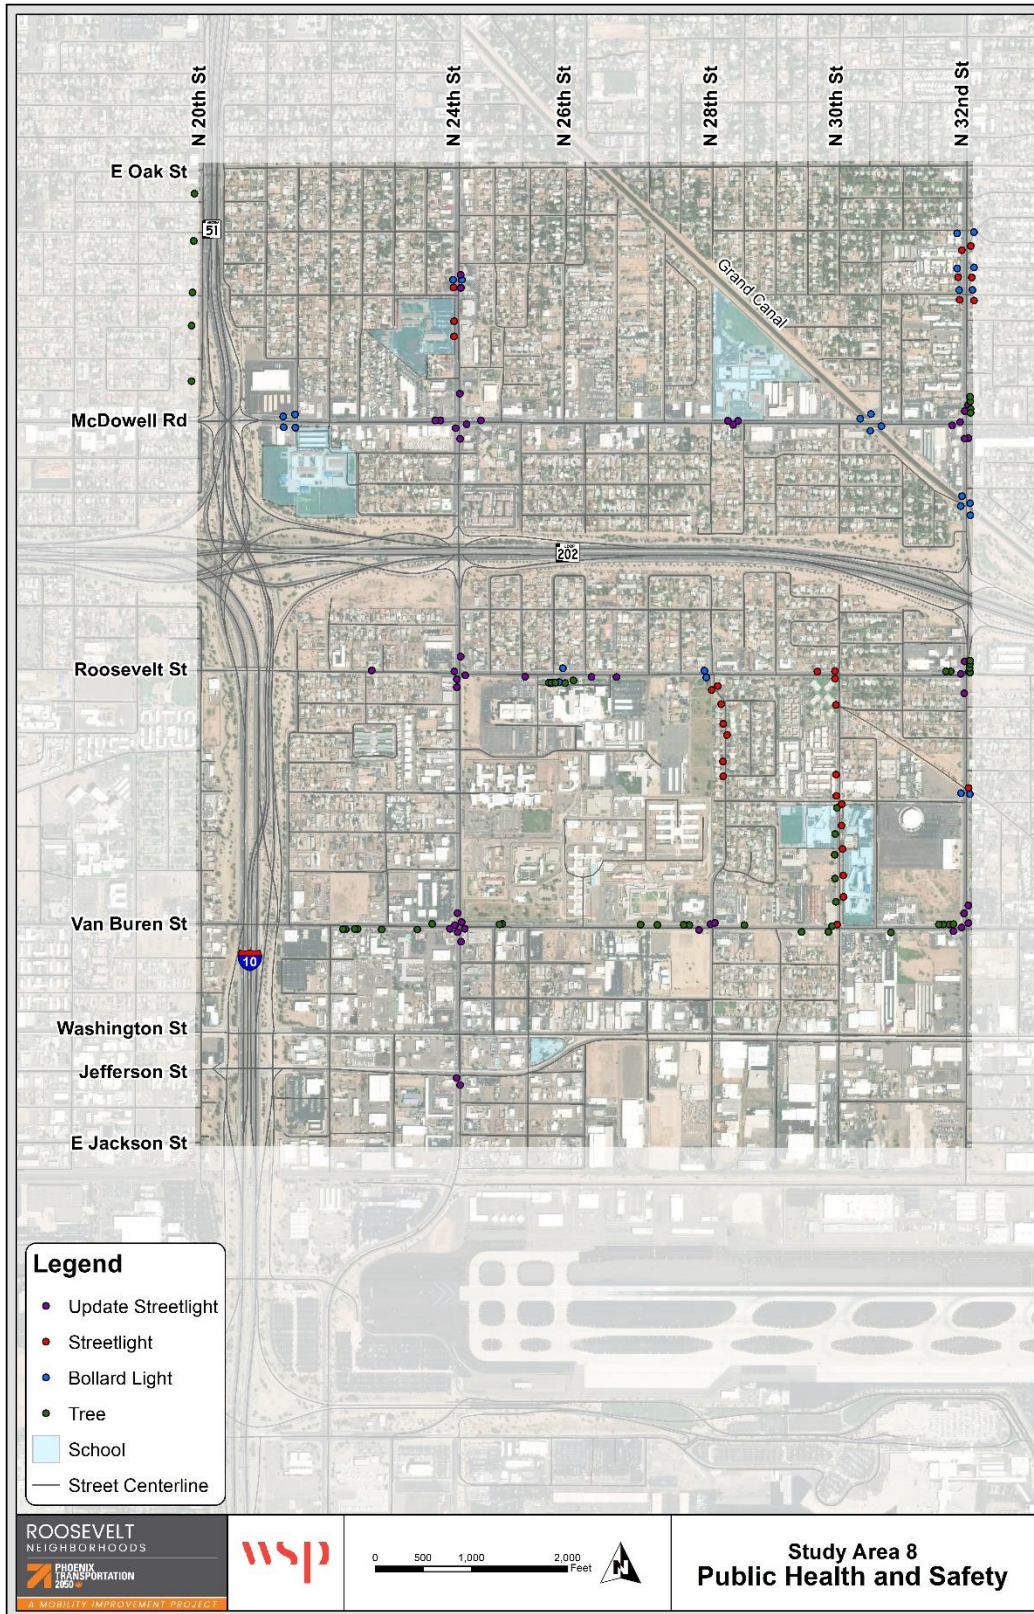 N 20th St
N 24th St
N 26th St
N 28th St
N 30th St
N 32nd St
E Oak St
51
Grand Canal
McDowell Rd
202
Roosevelt St
Van Buren St
10
Washington St
Jefferson St
E Jackson St
Legend
Update Streetlight
Streetlight
Bollard Light
Tree
School
Street Centerline
ROOSEVELT
NEIGHBORHOODS
PHOENIX
TRANSPORTATION
2050
A MOBILITY IMPROVEMENT PROJECT
wsp
0 500 1,000 2,000
Feet
N
Study Area 8
Public Health and Safety